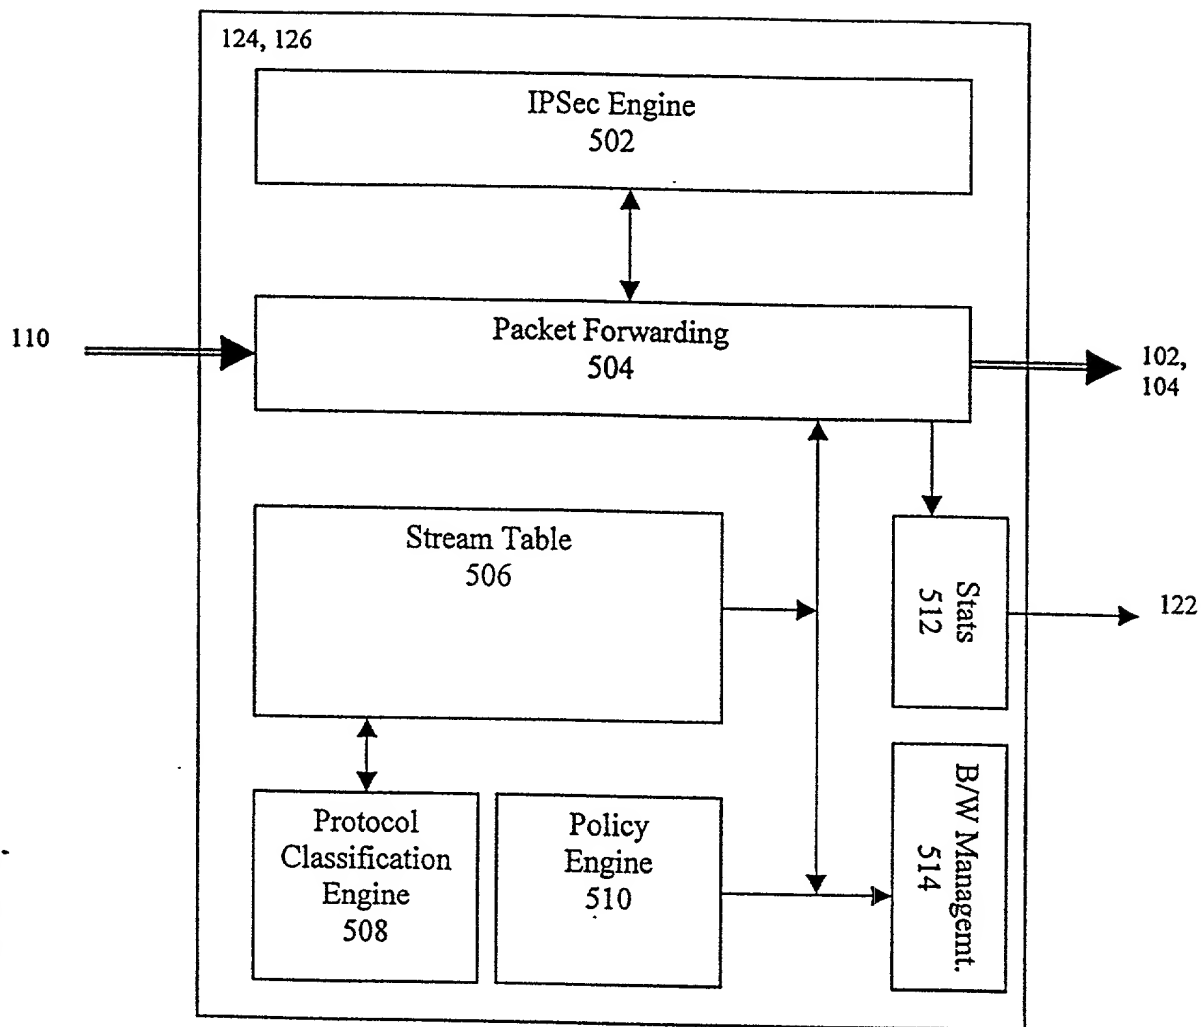 124, 126
IPSec Engine
502
110
Packet Forwarding
504
102,
104
Stream Table
506
Stats
512
122
Protocol
Classification
Engine
508
Policy
Engine
510
B/W Managemt.
514